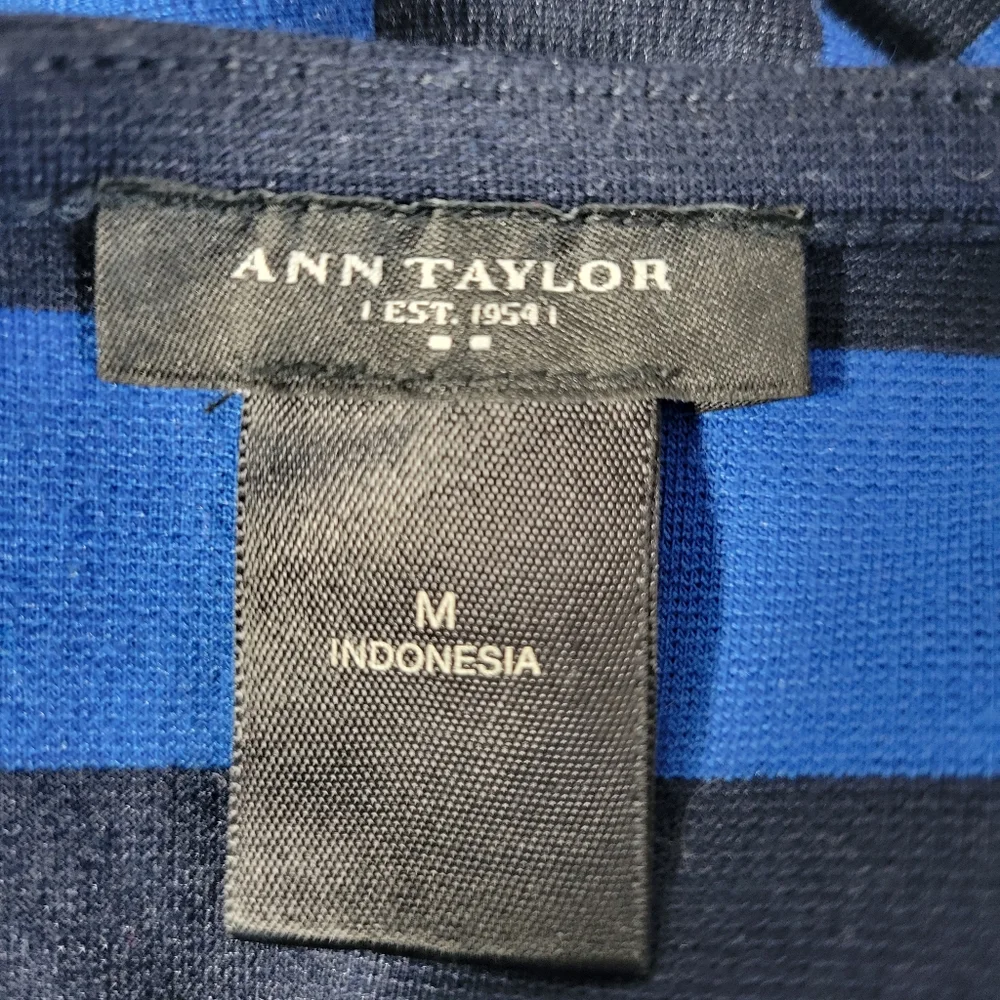 ANN TAYLOR
EST. 1954
M
INDONESIA